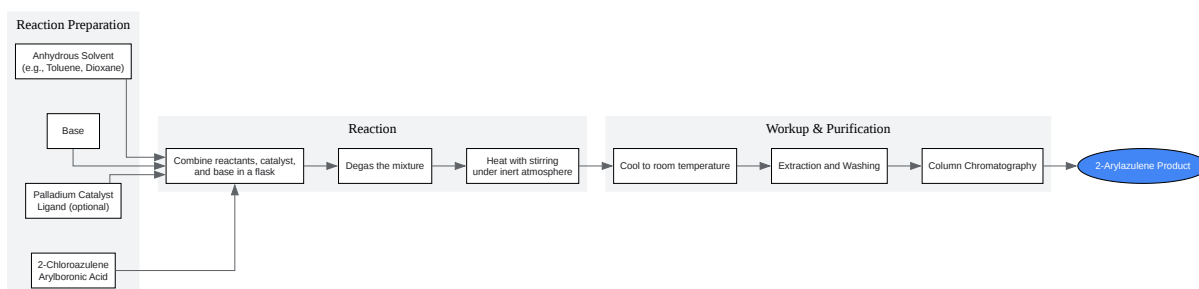 Reaction Preparation
Anhydrous Solvent
(e.g., Toluene, Dioxane)
Base
Palladium Catalyst
Ligand (optional)
2-Chloroazulene
Arylboronic Acid
Reaction
Combine reactants, catalyst,
and base in a flask
Degas the mixture
Heat with stirring
under inert atmosphere
Workup & Purification
Cool to room temperature
Extraction and Washing
Column Chromatography
2-Arylazulene Product